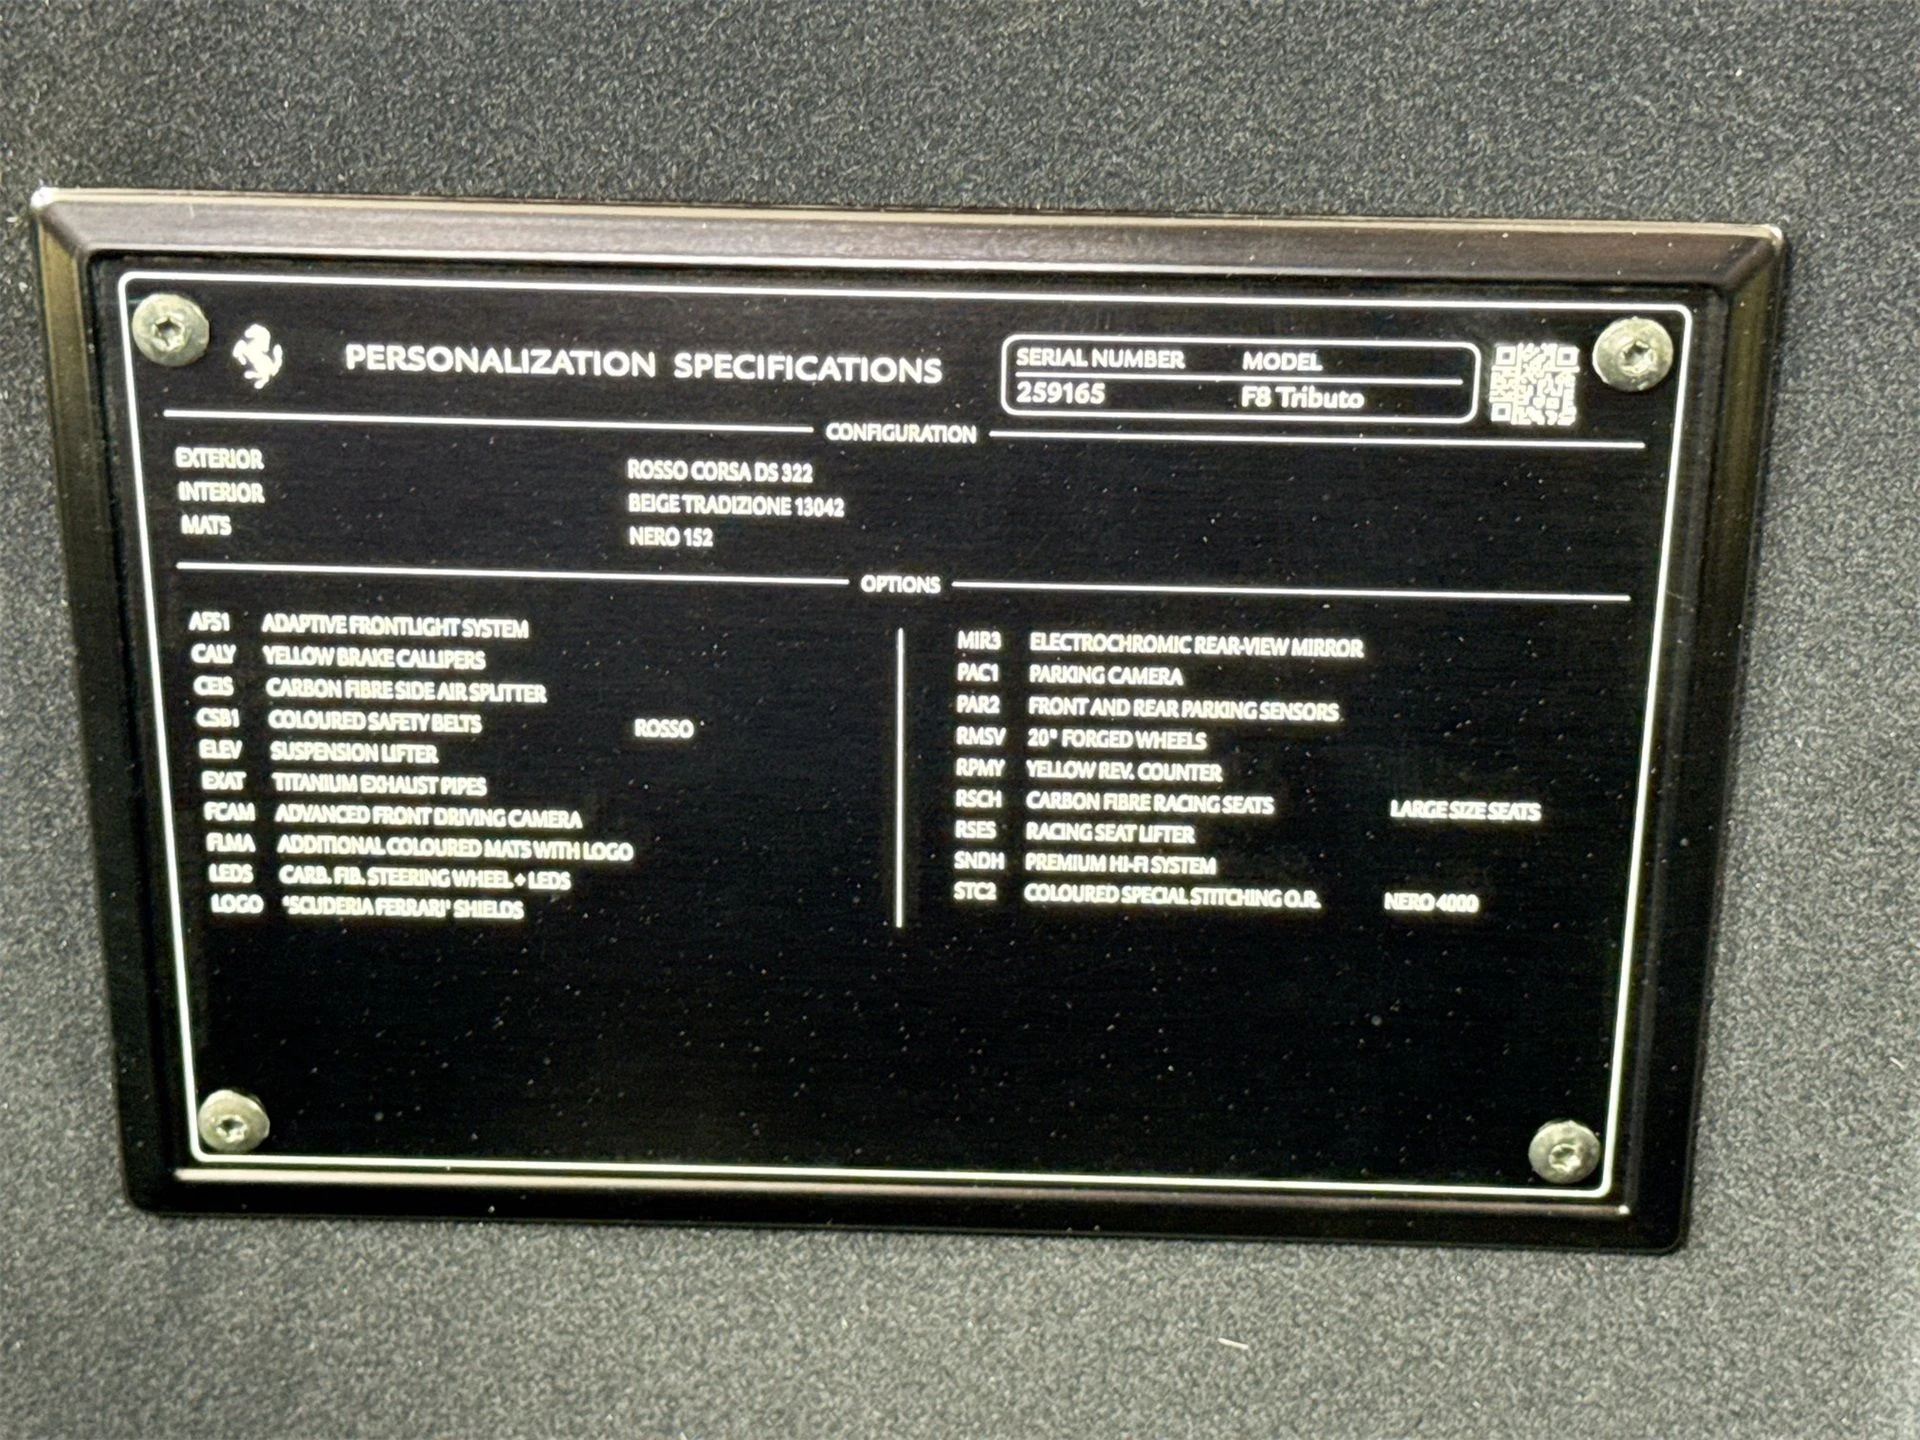 PERSONALIZATION SPECIFICATIONS
SERIAL NUMBER MODEL
259165 F8 Tributo
CONFIGURATION
EXTERIOR ROSSO CORSA DS 322
INTERIOR BEIGE TRADIZIONE 13042
MATS NERO 152
OPTIONS
AFS1 ADAPTIVE FRONTLIGHT SYSTEM
CALY YELLOW BRAKE CALLIPERS
CEIS CARBON FIBRE SIDE AIR SPLITTER
CSB1 COLOURED SAFETY BELTS ROSSO
ELEV SUSPENSION LIFTER
EXAT TITANIUM EXHAUST PIPES
FCAM ADVANCED FRONT DRIVING CAMERA
FLMA ADDITIONAL COLOURED MATS WITH LOGO
LEDS CARB. FIB. STEERING WHEEL + LEDS
LOGO "SCUDERIA FERRARI" SHIELDS
MIR3 ELECTROCHROMIC REAR-VIEW MIRROR
PAC1 PARKING CAMERA
PAR2 FRONT AND REAR PARKING SENSORS
RMSV 20" FORGED WHEELS
RPMY YELLOW REV. COUNTER
RSCH CARBON FIBRE RACING SEATS LARGE SIZE SEATS
RSES RACING SEAT LIFTER
SNDH PREMIUM HI-FI SYSTEM
STC2 COLOURED SPECIAL STITCHING O.R. NERO 4000